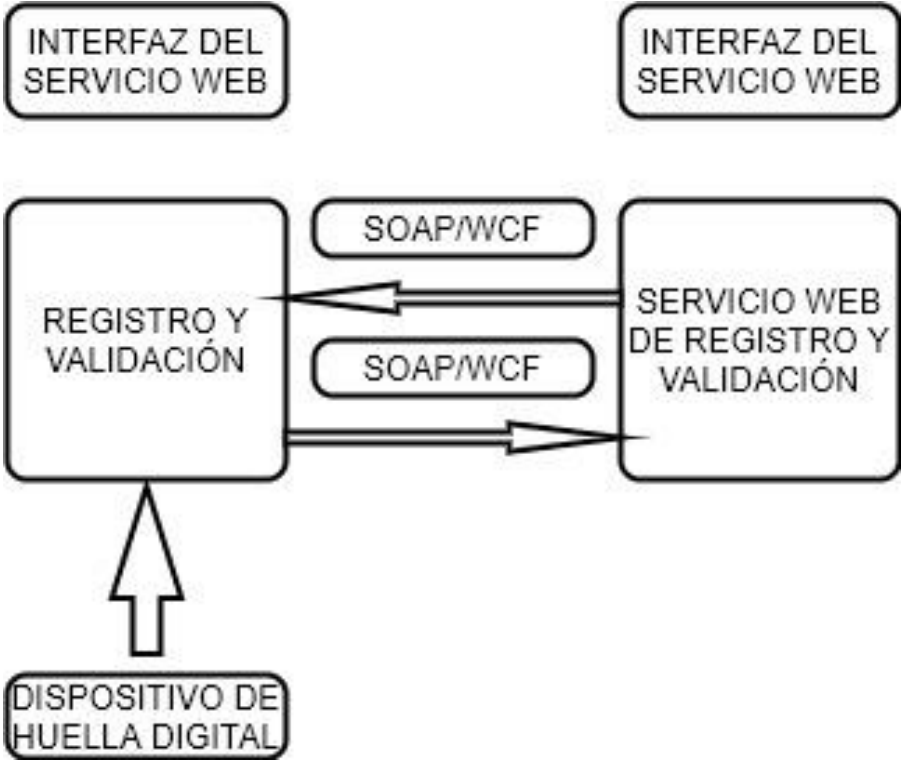 INTERFAZ DEL
SERVICIO WEB
INTERFAZ DEL
SERVICIO WEB
REGISTRO Y
VALIDACIÓN
SOAP/WCF
SOAP/WCF
SERVICIO WEB
DE REGISTRO Y
VALIDACIÓN
DISPOSITIVO DE
HUELLA DIGITAL